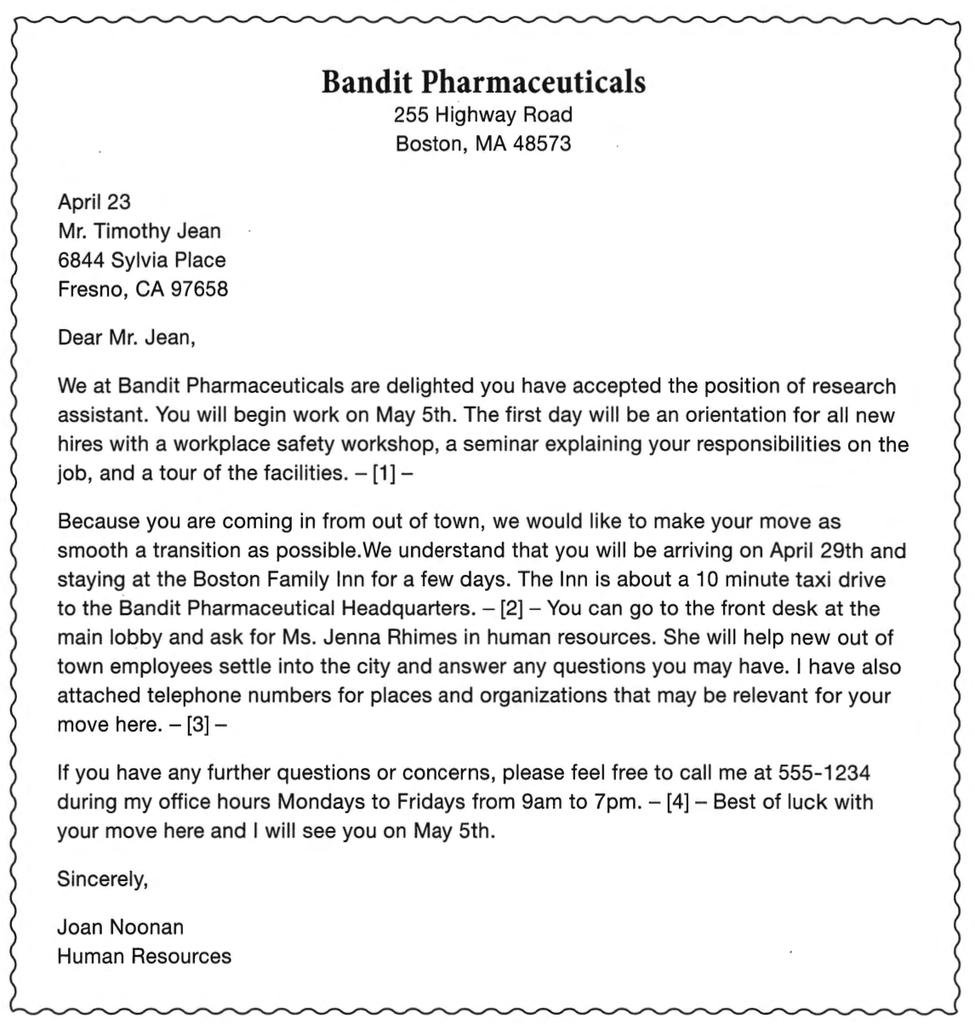 Bandit Pharmaceuticals
255 Highway Road
Boston, MA 48573
April 23
Mr. Timothy Jean
6844 Sylvia Place
Fresno, CA 97658
Dear Mr. Jean,
We at Bandit Pharmaceuticals are delighted you have accepted the position of research
assistant. You will begin work on May 5th. The first day will be an orientation for all new
hires with a workplace safety workshop, a seminar explaining your responsibilities on the
job, and a tour of the facilities. – [1] –
Because you are coming in from out of town, we would like to make your move as
smooth a transition as possible.We understand that you will be arriving on April 29th and
staying at the Boston Family Inn for a few days. The Inn is about a 10 minute taxi drive
to the Bandit Pharmaceutical Headquarters. – [2] – You can go to the front desk at the
main lobby and ask for Ms. Jenna Rhimes in human resources. She will help new out of
town employees settle into the city and answer any questions you may have. I have also
attached telephone numbers for places and organizations that may be relevant for your
move here. – [3] –
If you have any further questions or concerns, please feel free to call me at 555-1234
during my office hours Mondays to Fridays from 9am to 7pm. – [4] – Best of luck with
your move here and I will see you on May 5th.
Sincerely,
Joan Noonan
Human Resources